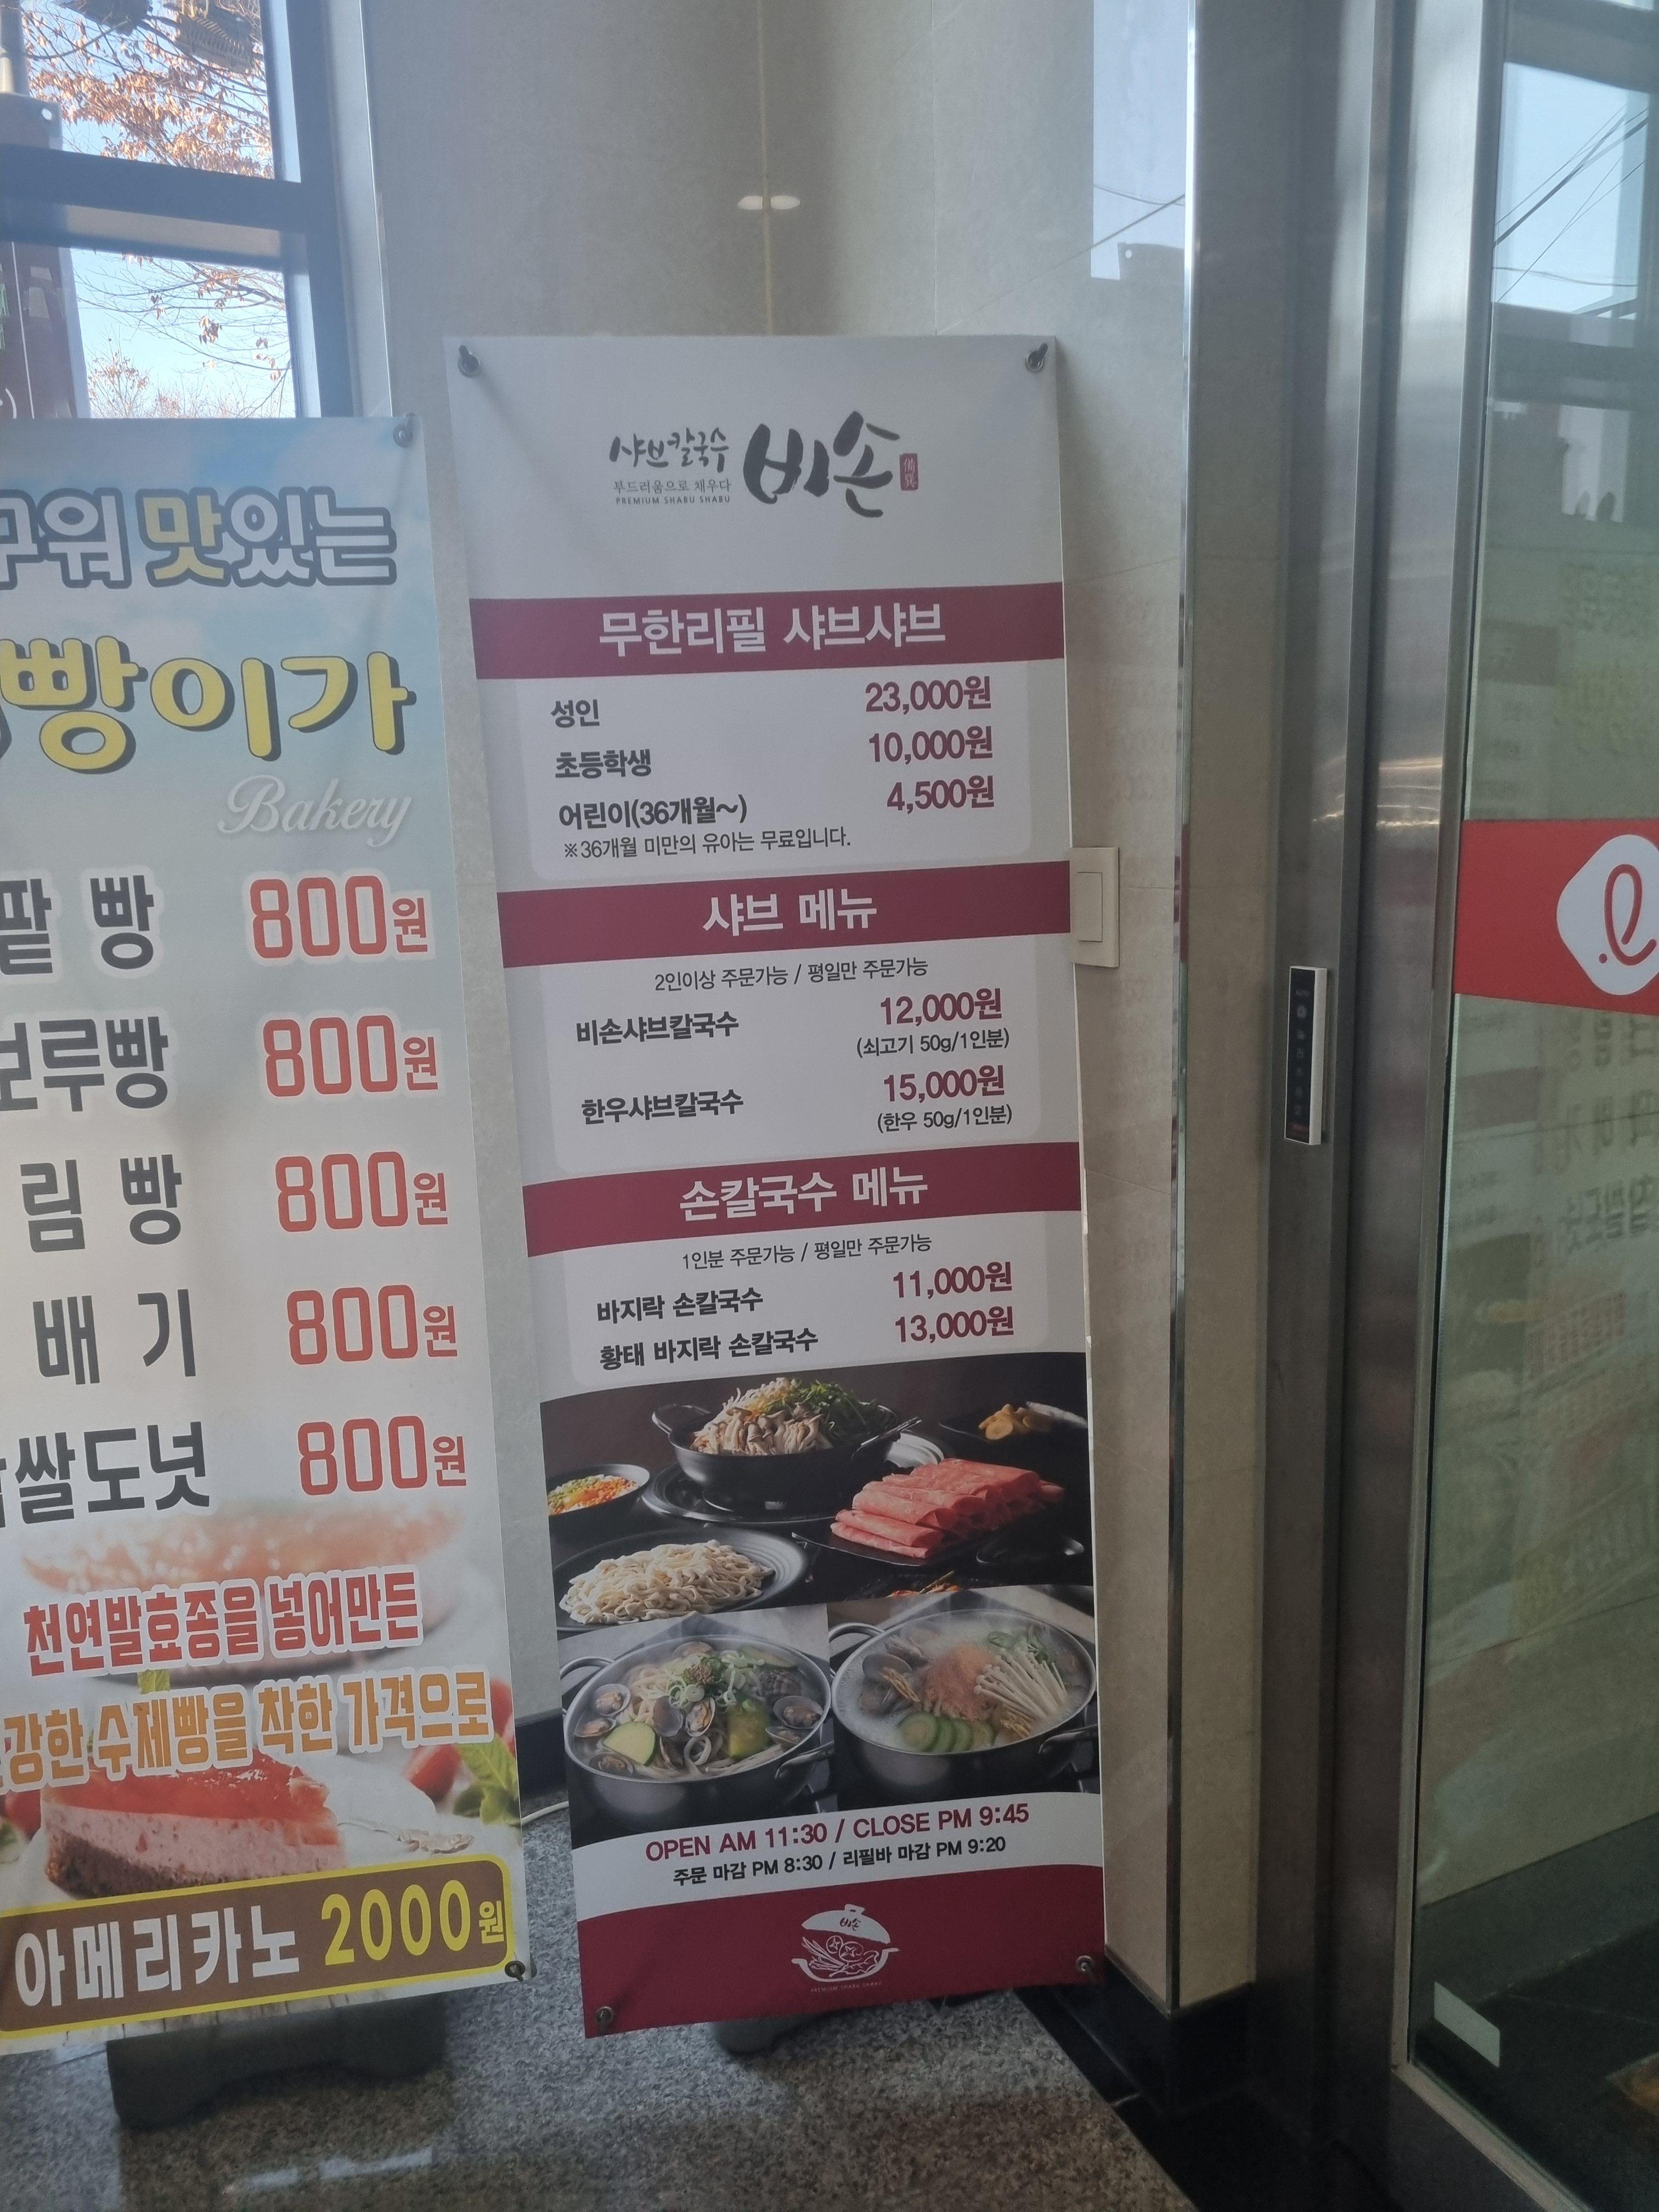 구워 맛있는
빵이가
Bakery
팥 빵 800원
보루빵 800원
림 빵 800원
배 기 800원
찹쌀도넛 800원
천연발효종을 넣어만든
강한 수제빵을 착한 가격으로
아메리카노 2000원
샤브칼국수 비손
부드러움으로 채우다
PREMIUM SHABU SHABU
무한리필 샤브샤브
성인 23,000원
초등학생 10,000원
어린이(36개월~) 4,500원
※36개월 미만의 유아는 무료입니다.
샤브 메뉴
2인이상 주문가능 / 평일만 주문가능
비손샤브칼국수 12,000원
(쇠고기 50g/1인분)
한우샤브칼국수 15,000원
(한우 50g/1인분)
손칼국수 메뉴
1인분 주문가능 / 평일만 주문가능
바지락 손칼국수 11,000원
황태 바지락 손칼국수 13,000원
OPEN AM 11:30 / CLOSE PM 9:45
주문 마감 PM 8:30 / 리필바 마감 PM 9:20
비손
PREMIUM SHABU SHABU